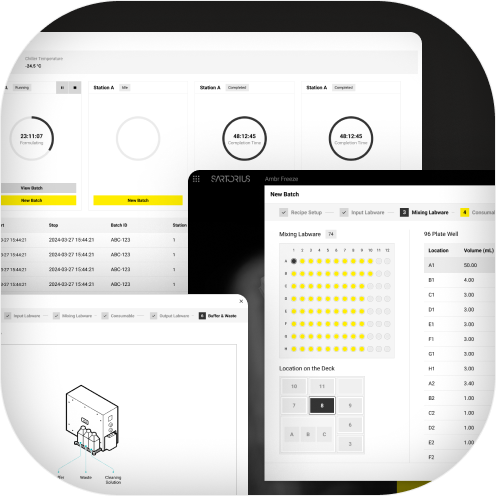 Chiller Temperature
-24.5 °C
Running
Station A Idle
Station A Completed
Station A Completed
23:11:07
Formulating
48:12:45
Completion Time
48:12:45
Completion Time
View Batch
New Batch
New Batch
Stop Batch ID Station
2024-03-27 15:44:21 ABC-123 1
2024-03-27 15:44:21 ABC-123 1
2024-03-27 15:44:21 ABC-123 1
2024-03-27 15:44:21 ABC-123 1
SARTORIUS Ambr Freeze
New Batch
Recipe Setup Input Labware 3 Mixing Labware 4
Mixing Labware 74
1 2 3 4 5 6 7 8 9 10 11 12
A
B
C
D
E
F
G
H
Location on the Deck
10 11
7 8 9
A B C 6
3
96 Plate Well
Location Volume (mL)
A1 50.00
B1 4.00
C1 3.00
D1 3.00
E1 3.00
F1 3.00
G1 3.00
H1 3.00
A2 3.40
B2 1.00
C2 1.00
D2 1.00
E2 1.00
F2
Input Labware Mixing Labware Consumable Output Labware Buffer & Waste
Waste
Cleaning
Solution